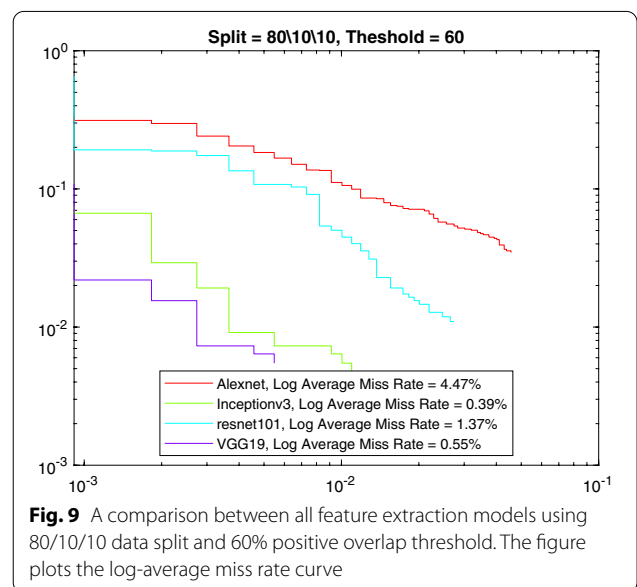 Split = 80\10\10, Theshold = 60
10⁰
10⁻¹
10⁻²
10⁻³
Alexnet, Log Average Miss Rate = 4.47%
Inceptionv3, Log Average Miss Rate = 0.39%
resnet101, Log Average Miss Rate = 1.37%
VGG19, Log Average Miss Rate = 0.55%
10⁻³ 10⁻² 10⁻¹
Fig. 9 A comparison between all feature extraction models using
80/10/10 data split and 60% positive overlap threshold. The figure
plots the log-average miss rate curve